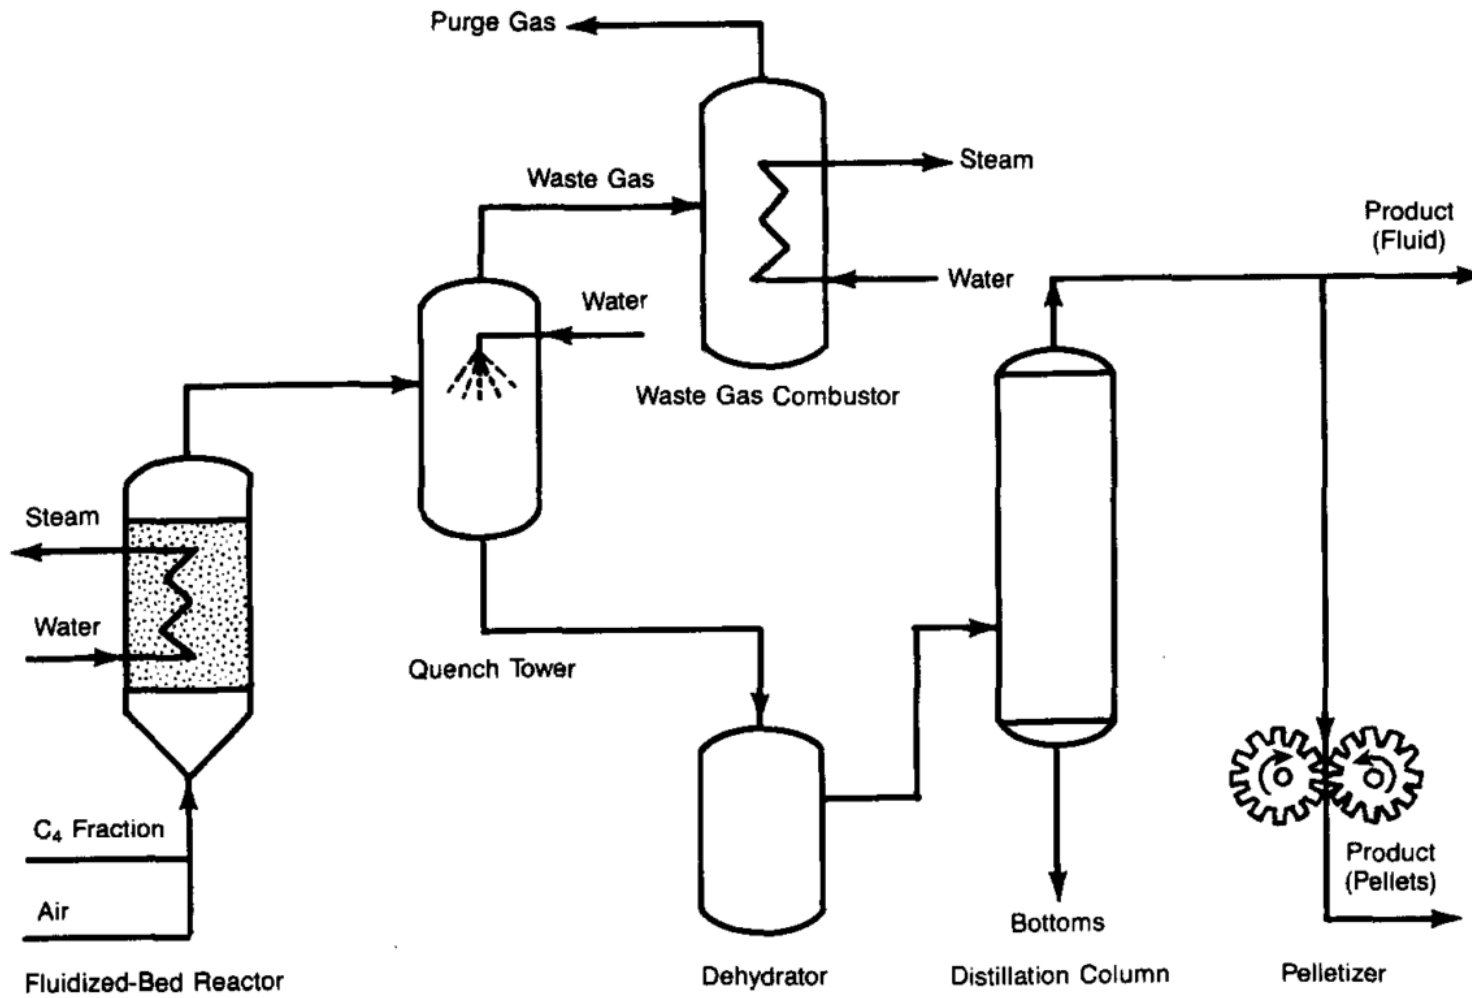 Purge Gas
Steam
Waste Gas
Product
(Fluid)
Water
Water
Waste Gas Combustor
Steam
Water
Quench Tower
C₄ Fraction
Product
(Pellets)
Air
Bottoms
Fluidized-Bed Reactor
Dehydrator
Distillation Column
Pelletizer